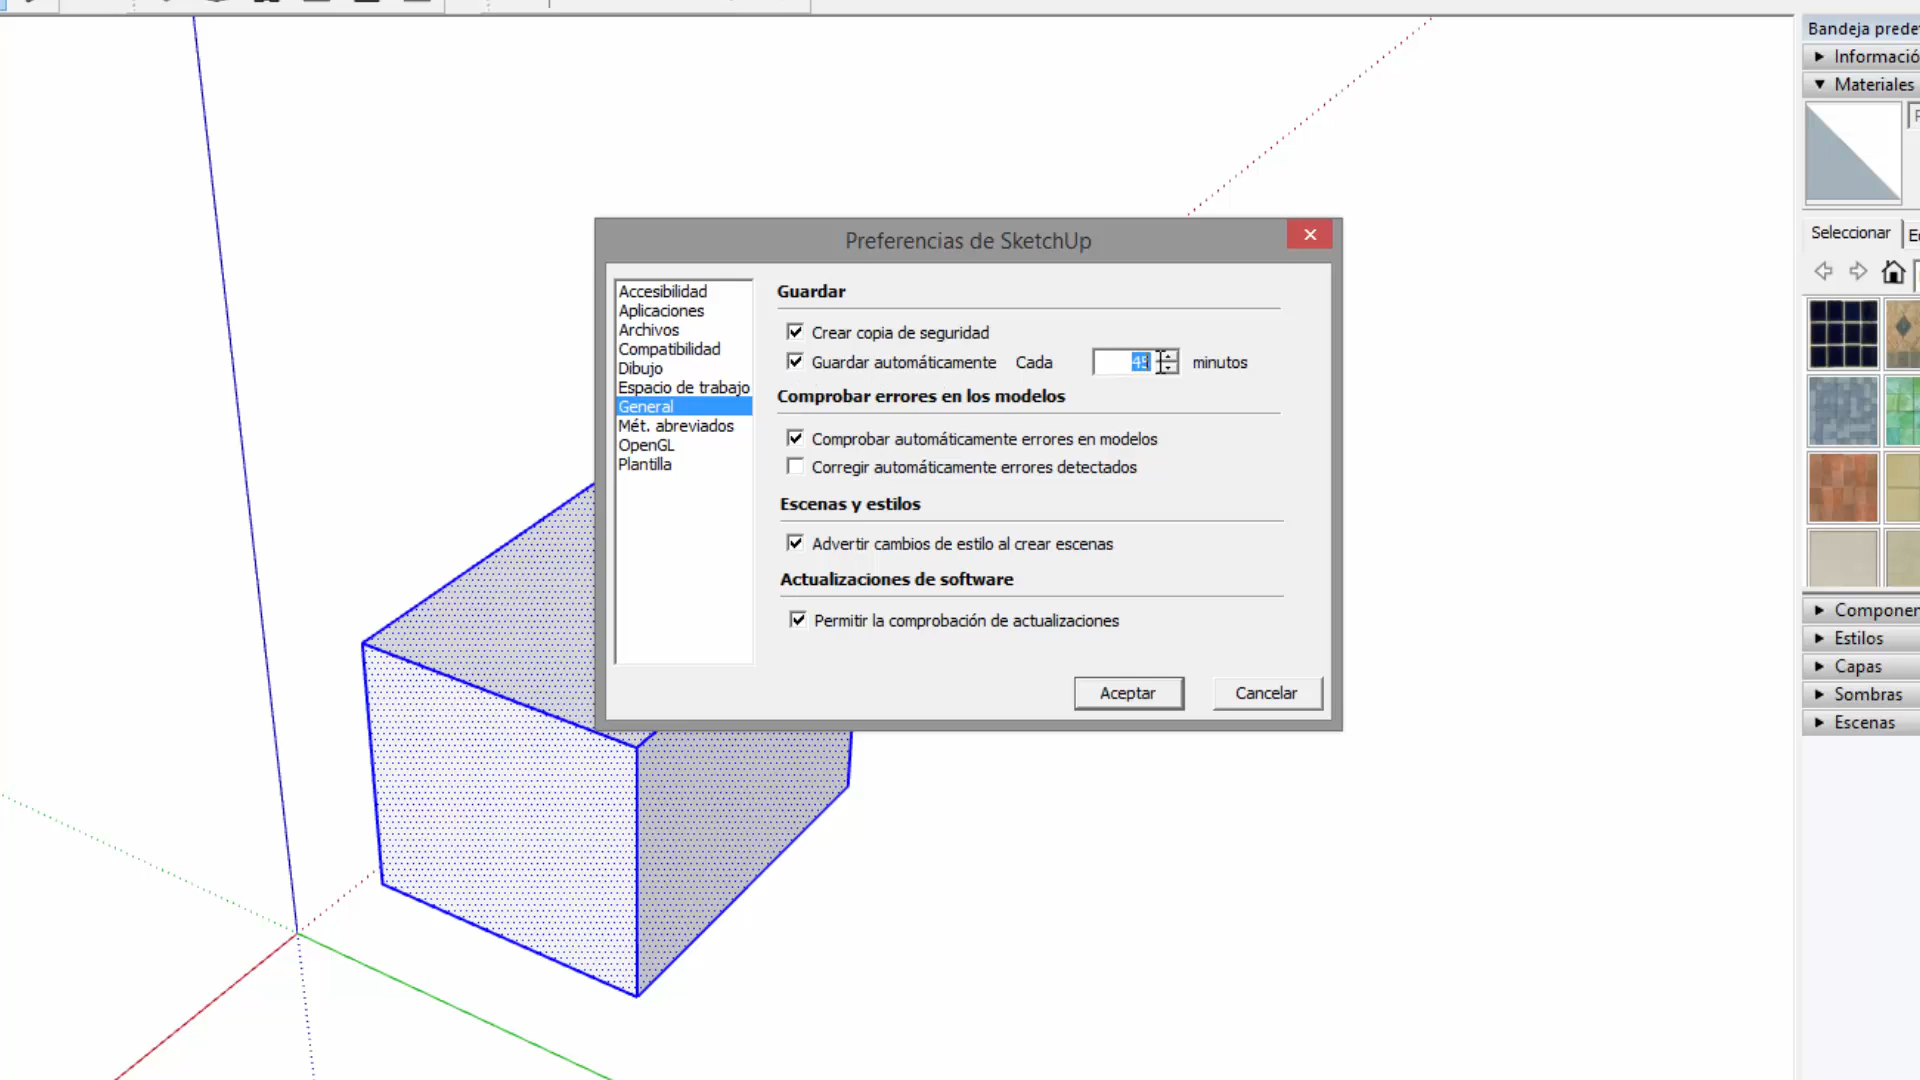 Preferencias de SketchUp
Accesibilidad
Aplicaciones
Archivos
Compatibilidad
Dibujo
Espacio de trabajo
General
Mét. abreviados
OpenGL
Plantilla
Guardar
Crear copia de seguridad
Guardar automáticamente Cada 45 minutos
Comprobar errores en los modelos
Comprobar automáticamente errores en modelos
Corregir automáticamente errores detectados
Escenas y estilos
Advertir cambios de estilo al crear escenas
Actualizaciones de software
Permitir la comprobación de actualizaciones
Aceptar Cancelar
Bandeja prede
Informació
Materiales
Seleccionar
Componen
Estilos
Capas
Sombras
Escenas